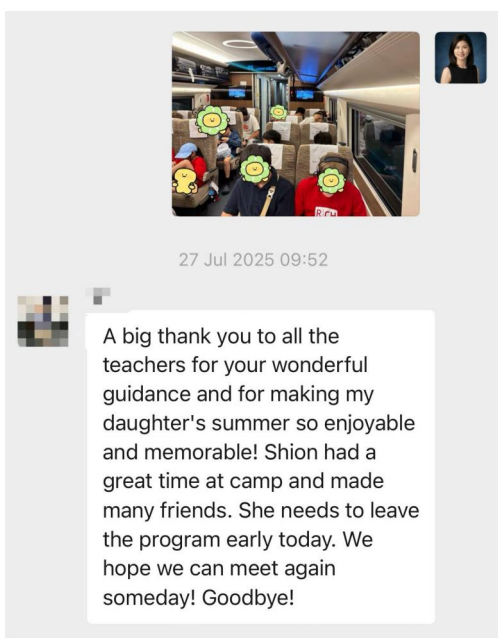 RICH
27 Jul 2025 09:52
A big thank you to all the
teachers for your wonderful
guidance and for making my
daughter's summer so enjoyable
and memorable! Shion had a
great time at camp and made
many friends. She needs to leave
the program early today. We
hope we can meet again
someday! Goodbye!